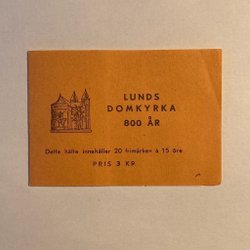 LUNDS
DOMKYRKA
800 ÅR
Detta häfte innehåller 20 frimärken à 15 öre
PRIS 3 KR